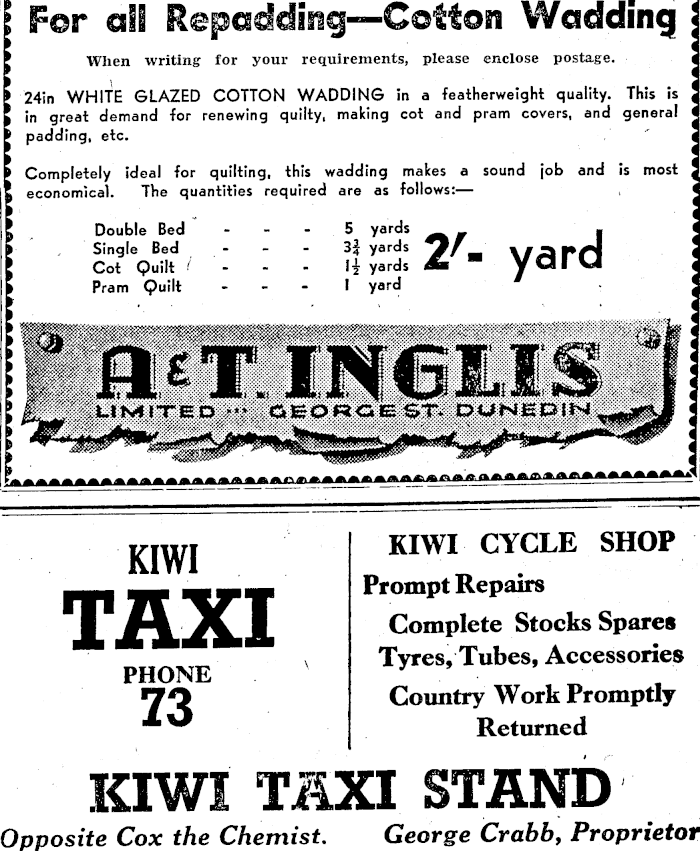 For all Repadding—Cotton Wadding
When writing for your requirements, please enclose postage.
24in WHITE GLAZED COTTON WADDING in a featherweight quality. This is
in great demand for renewing quilty, making cot and pram covers, and general
padding, etc.
Completely ideal for quilting, this wadding makes a sound job and is most
economical. The quantities required are as follows:—
Double Bed - - - 5 yards
Single Bed - - - 3¾ yards
Cot Quilt - - - 1½ yards
Pram Quilt - - - 1 yard
2/- yard
A & T. INGLIS
LIMITED ... GEORGE ST. DUNEDIN
KIWI
TAXI
PHONE
73
KIWI CYCLE SHOP
Prompt Repairs
Complete Stocks Spares
Tyres, Tubes, Accessories
Country Work Promptly
Returned
KIWI TAXI STAND
Opposite Cox the Chemist. George Crabb, Proprietor